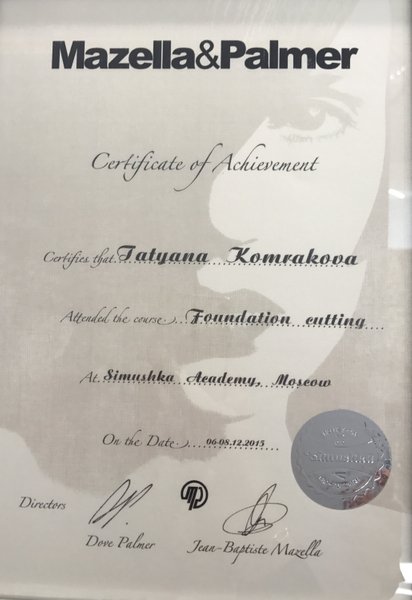 Mazella&Palmer
Certificate of Achievement
Certifies that Tatyana Komrakova
Attended the course Foundation cutting
At Simushka Academy, Moscow
On the Date 06-08.12.2015
Directors
Dove Palmer
Jean-Baptiste Mazella